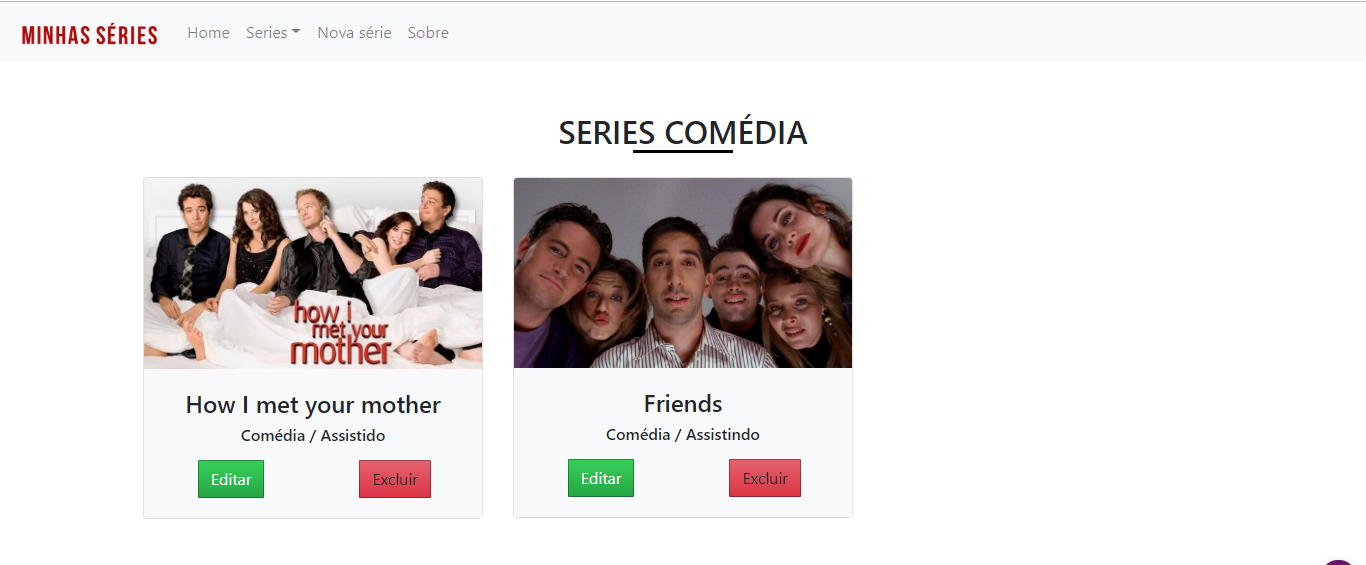 MINHAS SÉRIES Home Series Nova série Sobre
SERIES COMÉDIA
how i
met your
mother
How I met your mother
Comédia / Assistido
Editar Excluir
Friends
Comédia / Assistindo
Editar Excluir